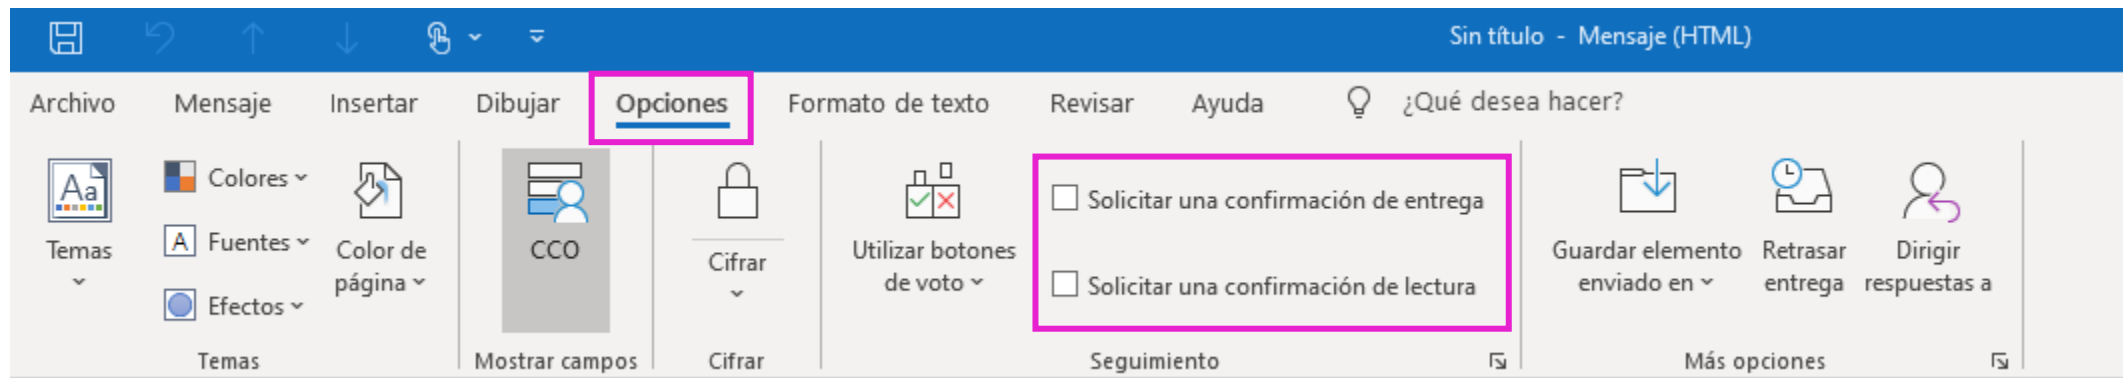 Sin título - Mensaje (HTML)
Archivo Mensaje Insertar Dibujar Opciones Formato de texto Revisar Ayuda ¿Qué desea hacer?
Aa
Temas
Colores
A Fuentes
Efectos
Color de
página
Temas
CCO
Mostrar campos
Cifrar
Cifrar
Utilizar botones
de voto
Solicitar una confirmación de entrega
Solicitar una confirmación de lectura
Seguimiento
Guardar elemento
enviado en
Retrasar
entrega
Dirigir
respuestas a
Más opciones